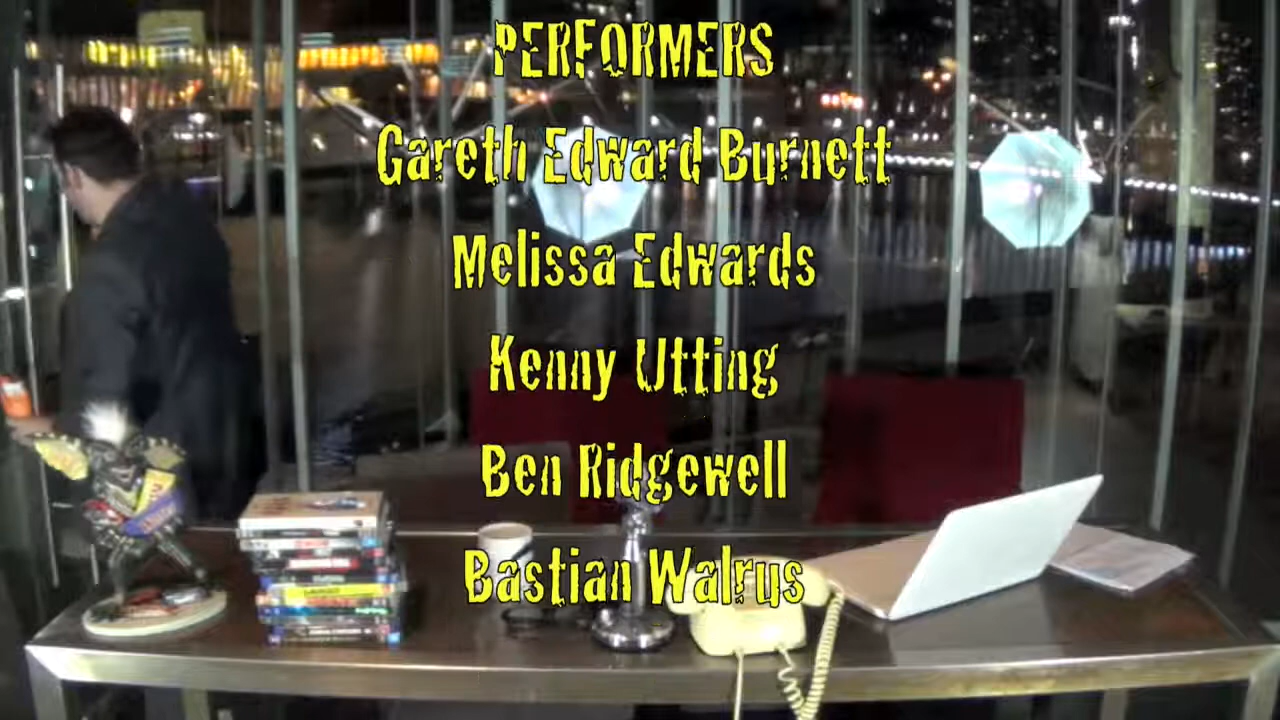 PERFORMERS
Gareth Edward Burnett
Melissa Edwards
Kenny Utting
Ben Ridgewell
Bastian Walrus